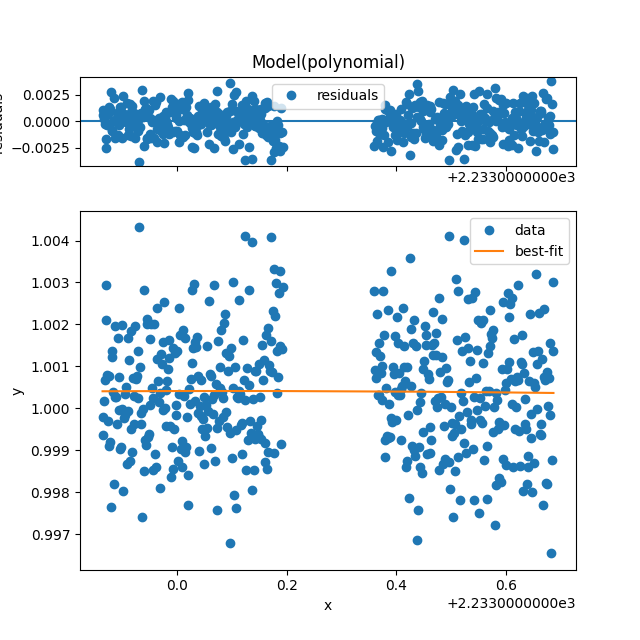 Model(polynomial)
0.0025
0.0000
−0.0025
residuals
+2.2330000000e3
1.004
1.003
1.002
1.001
1.000
0.999
0.998
0.997
y
data
best-fit
0.0
0.2
0.4
0.6
x
+2.2330000000e3